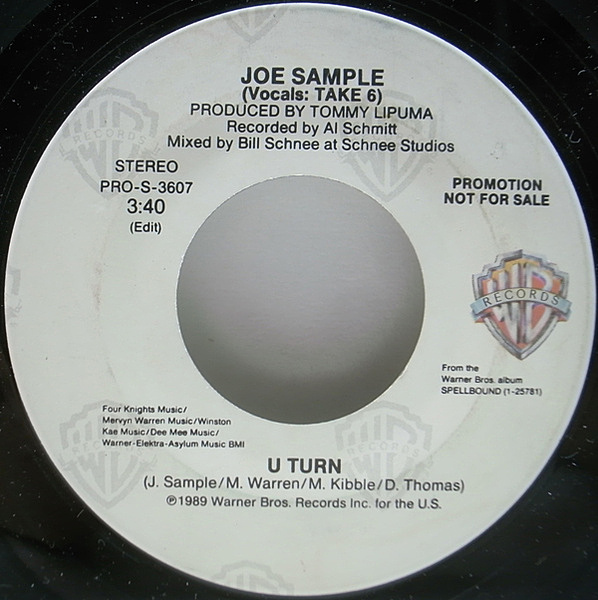 JOE SAMPLE
(Vocals: TAKE 6)
PRODUCED BY TOMMY LIPUMA
Recorded by Al Schmitt
Mixed by Bill Schnee at Schnee Studios
STEREO
PRO-S-3607
3:40
(Edit)
PROMOTION
NOT FOR SALE
RECORDS
From the
Warner Bros. album
SPELLBOUND (1-25781)
Four Knights Music/
Mervyn Warren Music/Winston
Kae Music/Dee Mee Music/
Warner-Elektra-Asylum Music BMI
U TURN
(J. Sample/M. Warren/M. Kibble/D. Thomas)
℗1989 Warner Bros. Records Inc. for the U.S.